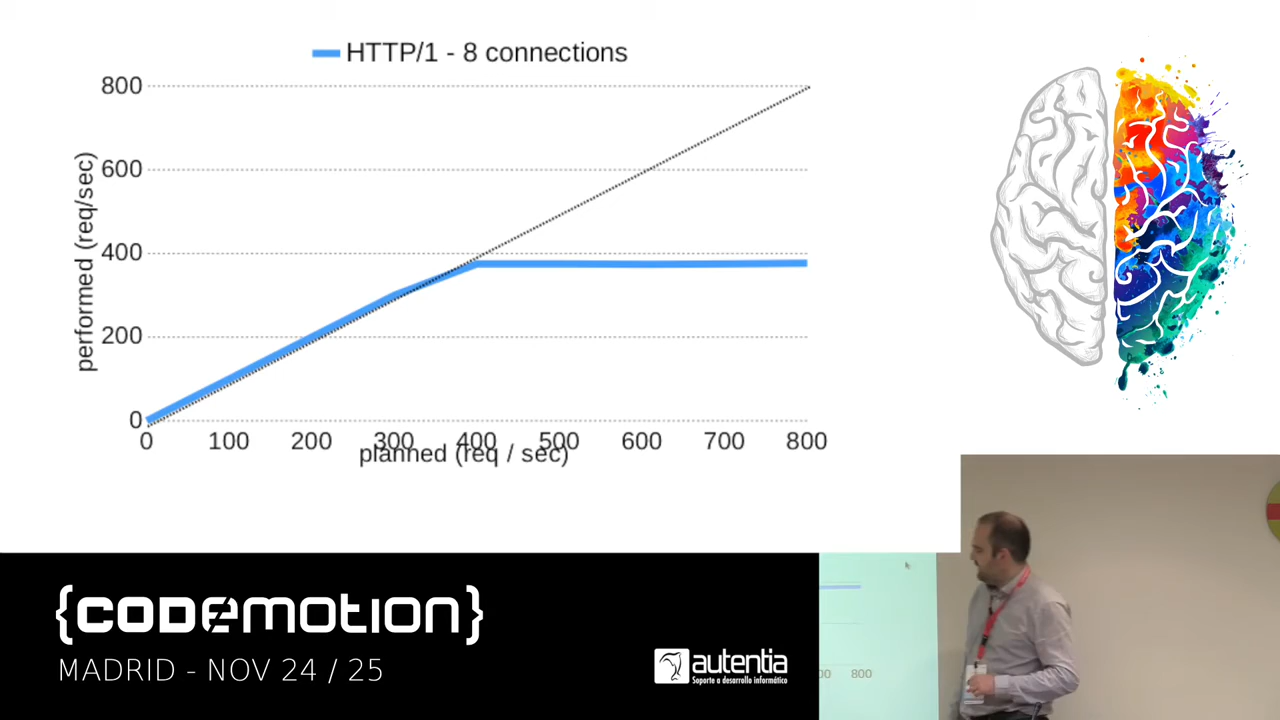 HTTP/1 - 8 connections
800
600
400
200
0
performed (req/sec)
0 100 200 300 400 500 600 700 800
planned (req / sec)
{codemotion}
MADRID - NOV 24 / 25
autentia
Soporte a desarrollo informático
00 800